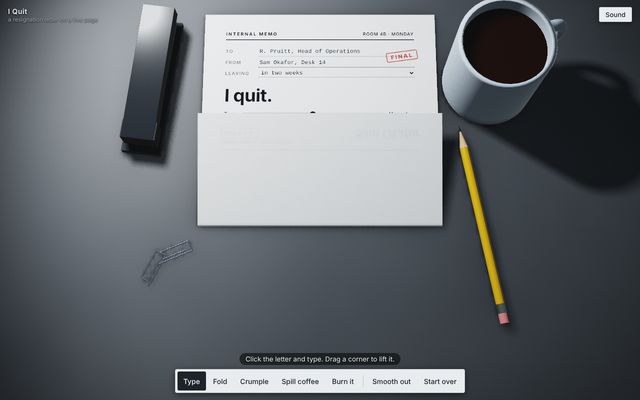 I Quit
a resignation letter on a live page
Sound
INTERNAL MEMO
ROOM 4B · MONDAY
TO R. Pruitt, Head of Operations
FINAL
FROM Sam Okafor, Desk 14
LEAVING in two weeks
I quit.
Click the letter and type. Drag a corner to lift it.
Type Fold Crumple Spill coffee Burn it Smooth out Start over